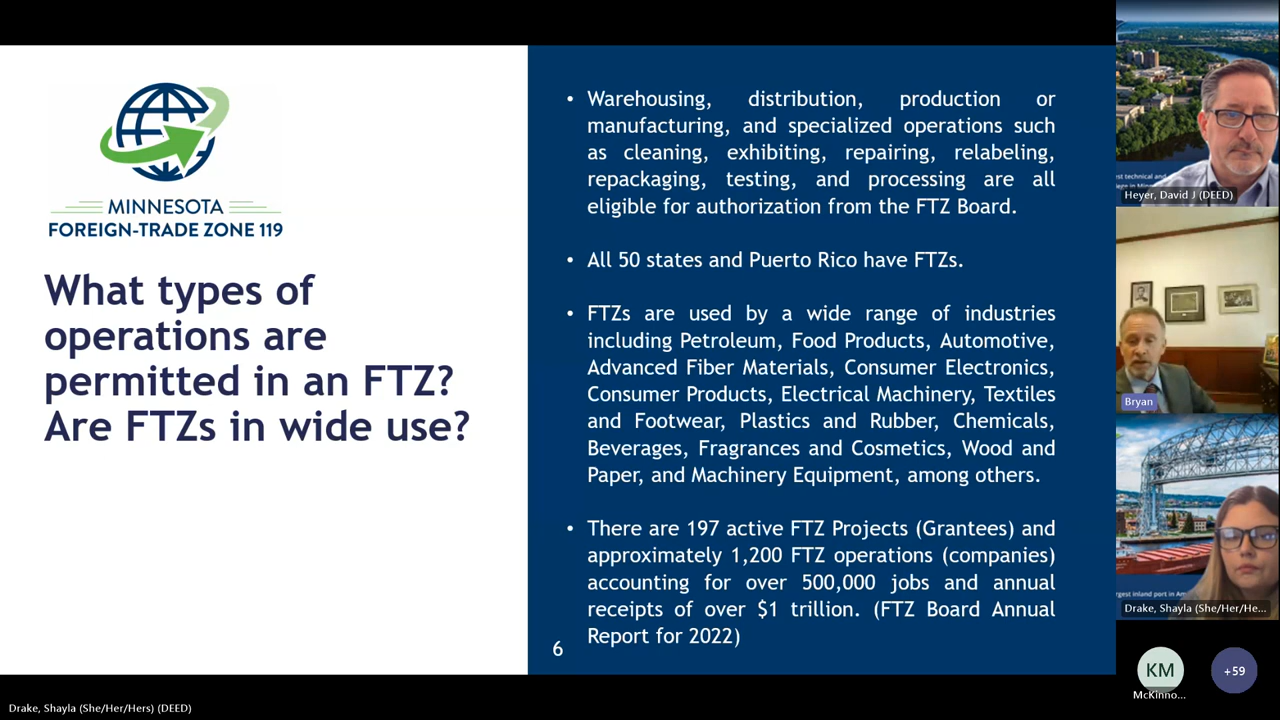 MINNESOTA
FOREIGN-TRADE ZONE 119
What types of
operations are
permitted in an FTZ?
Are FTZs in wide use?
• Warehousing, distribution, production or
manufacturing, and specialized operations such
as cleaning, exhibiting, repairing, relabeling,
repackaging, testing, and processing are all
eligible for authorization from the FTZ Board.
• All 50 states and Puerto Rico have FTZs.
• FTZs are used by a wide range of industries
including Petroleum, Food Products, Automotive,
Advanced Fiber Materials, Consumer Electronics,
Consumer Products, Electrical Machinery, Textiles
and Footwear, Plastics and Rubber, Chemicals,
Beverages, Fragrances and Cosmetics, Wood and
Paper, and Machinery Equipment, among others.
• There are 197 active FTZ Projects (Grantees) and
approximately 1,200 FTZ operations (companies)
accounting for over 500,000 jobs and annual
receipts of over $1 trillion. (FTZ Board Annual
Report for 2022)
6
technical and
Heyer, David J (DEED)
Bryan
inland port in
Drake, Shayla (She/Her/He...
KM
McKinno...
+59
Drake, Shayla (She/Her/Hers) (DEED)